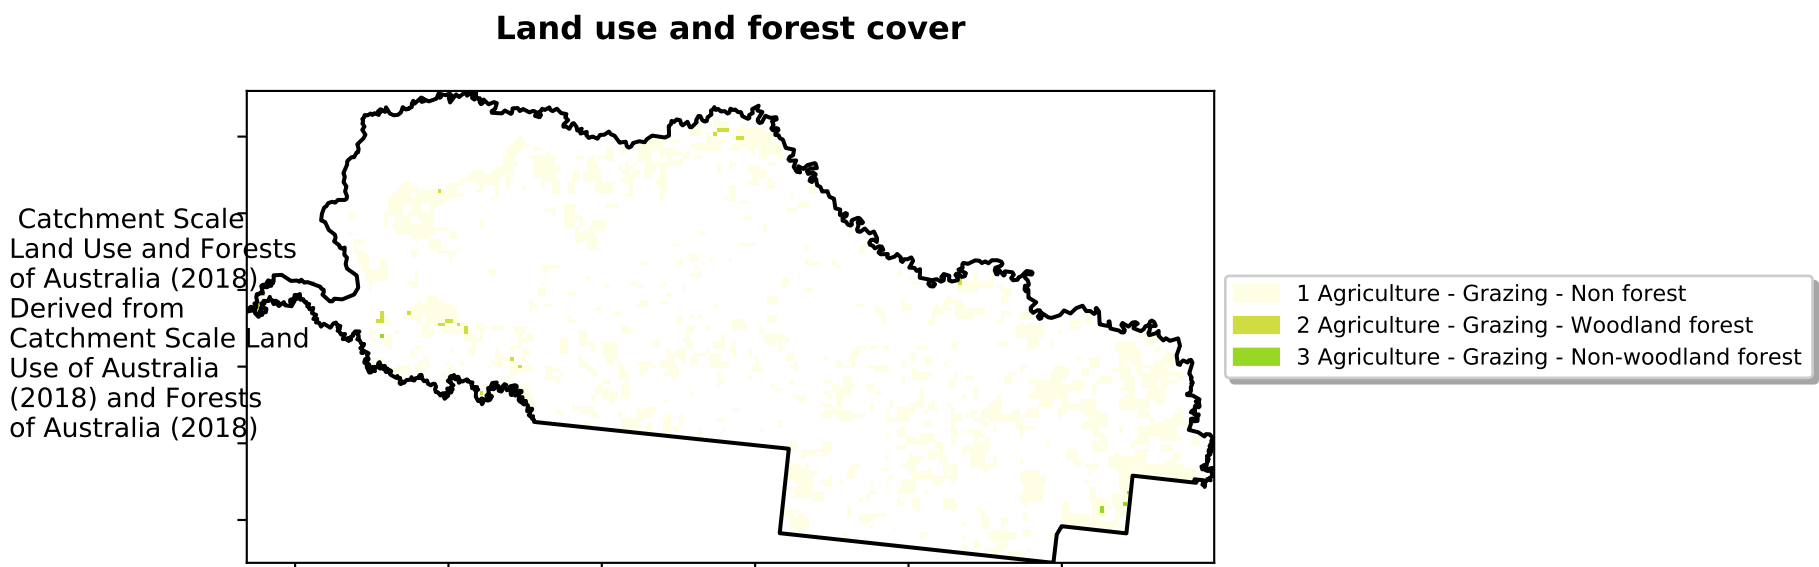 Land use and forest cover
Catchment Scale
Land Use and Forests
of Australia (2018)
Derived from
Catchment Scale Land
Use of Australia
(2018) and Forests
of Australia (2018)
1 Agriculture - Grazing - Non forest
2 Agriculture - Grazing - Woodland forest
3 Agriculture - Grazing - Non-woodland forest